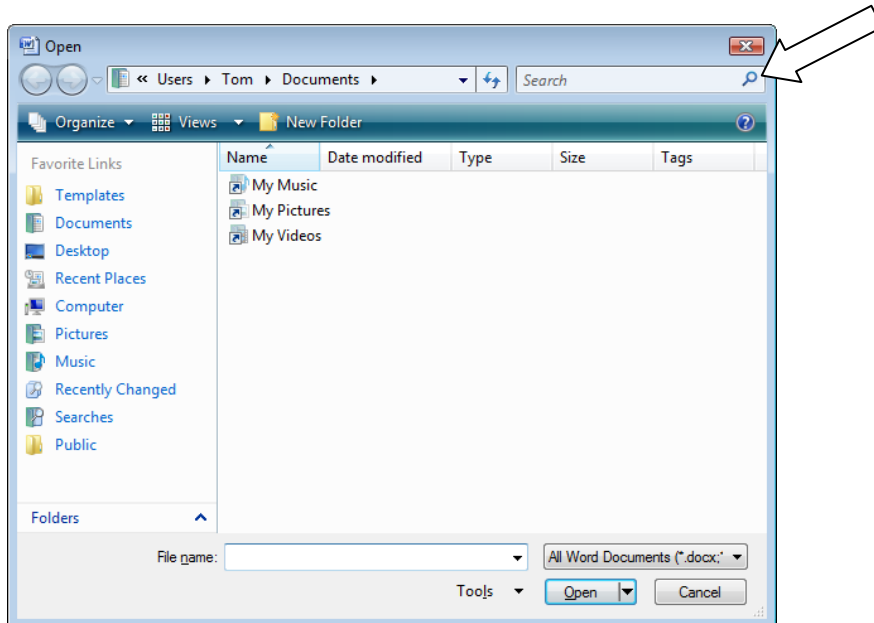 Open
« Users Tom Documents Search
Organize Views New Folder
Favorite Links
Templates
Documents
Desktop
Recent Places
Computer
Pictures
Music
Recently Changed
Searches
Public
Folders
Name Date modified Type Size Tags
My Music
My Pictures
My Videos
File name: All Word Documents (*.docx;*
Tools Open Cancel